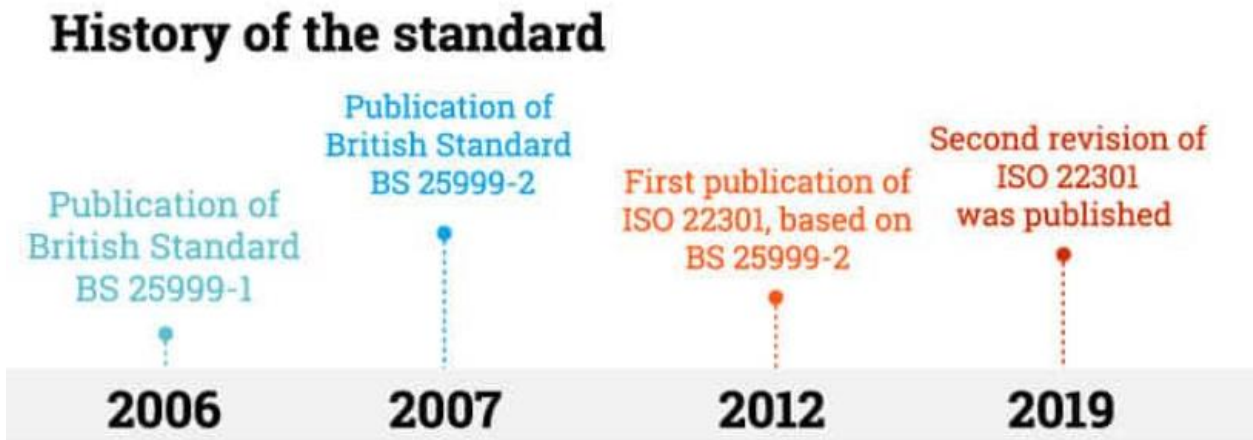 History of the standard
Publication of
British Standard
BS 25999-1
Publication of
British Standard
BS 25999-2
First publication of
ISO 22301, based on
BS 25999-2
Second revision of
ISO 22301
was published
2006
2007
2012
2019